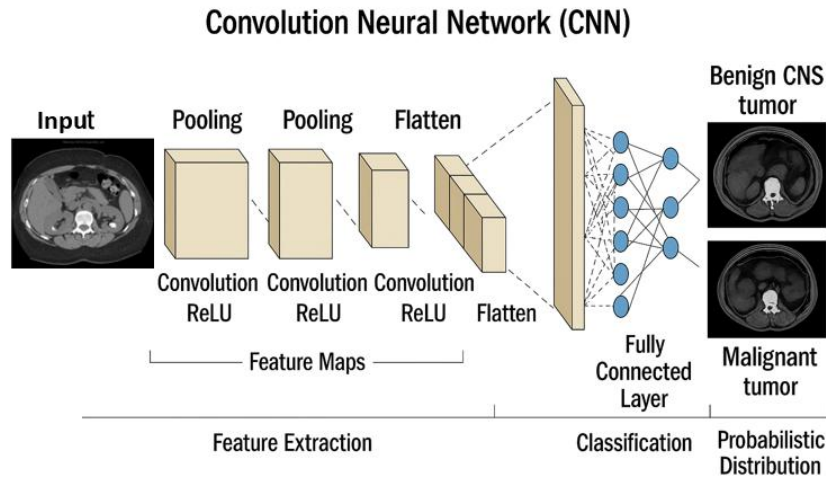 Convolution Neural Network (CNN)
Input
Pooling
Pooling
Flatten
Benign CNS
tumor
Convolution
ReLU
Convolution
ReLU
Convolution
ReLU
Flatten
Feature Maps
Fully
Connected
Layer
Malignant
tumor
Feature Extraction
Classification
Probabilistic
Distribution